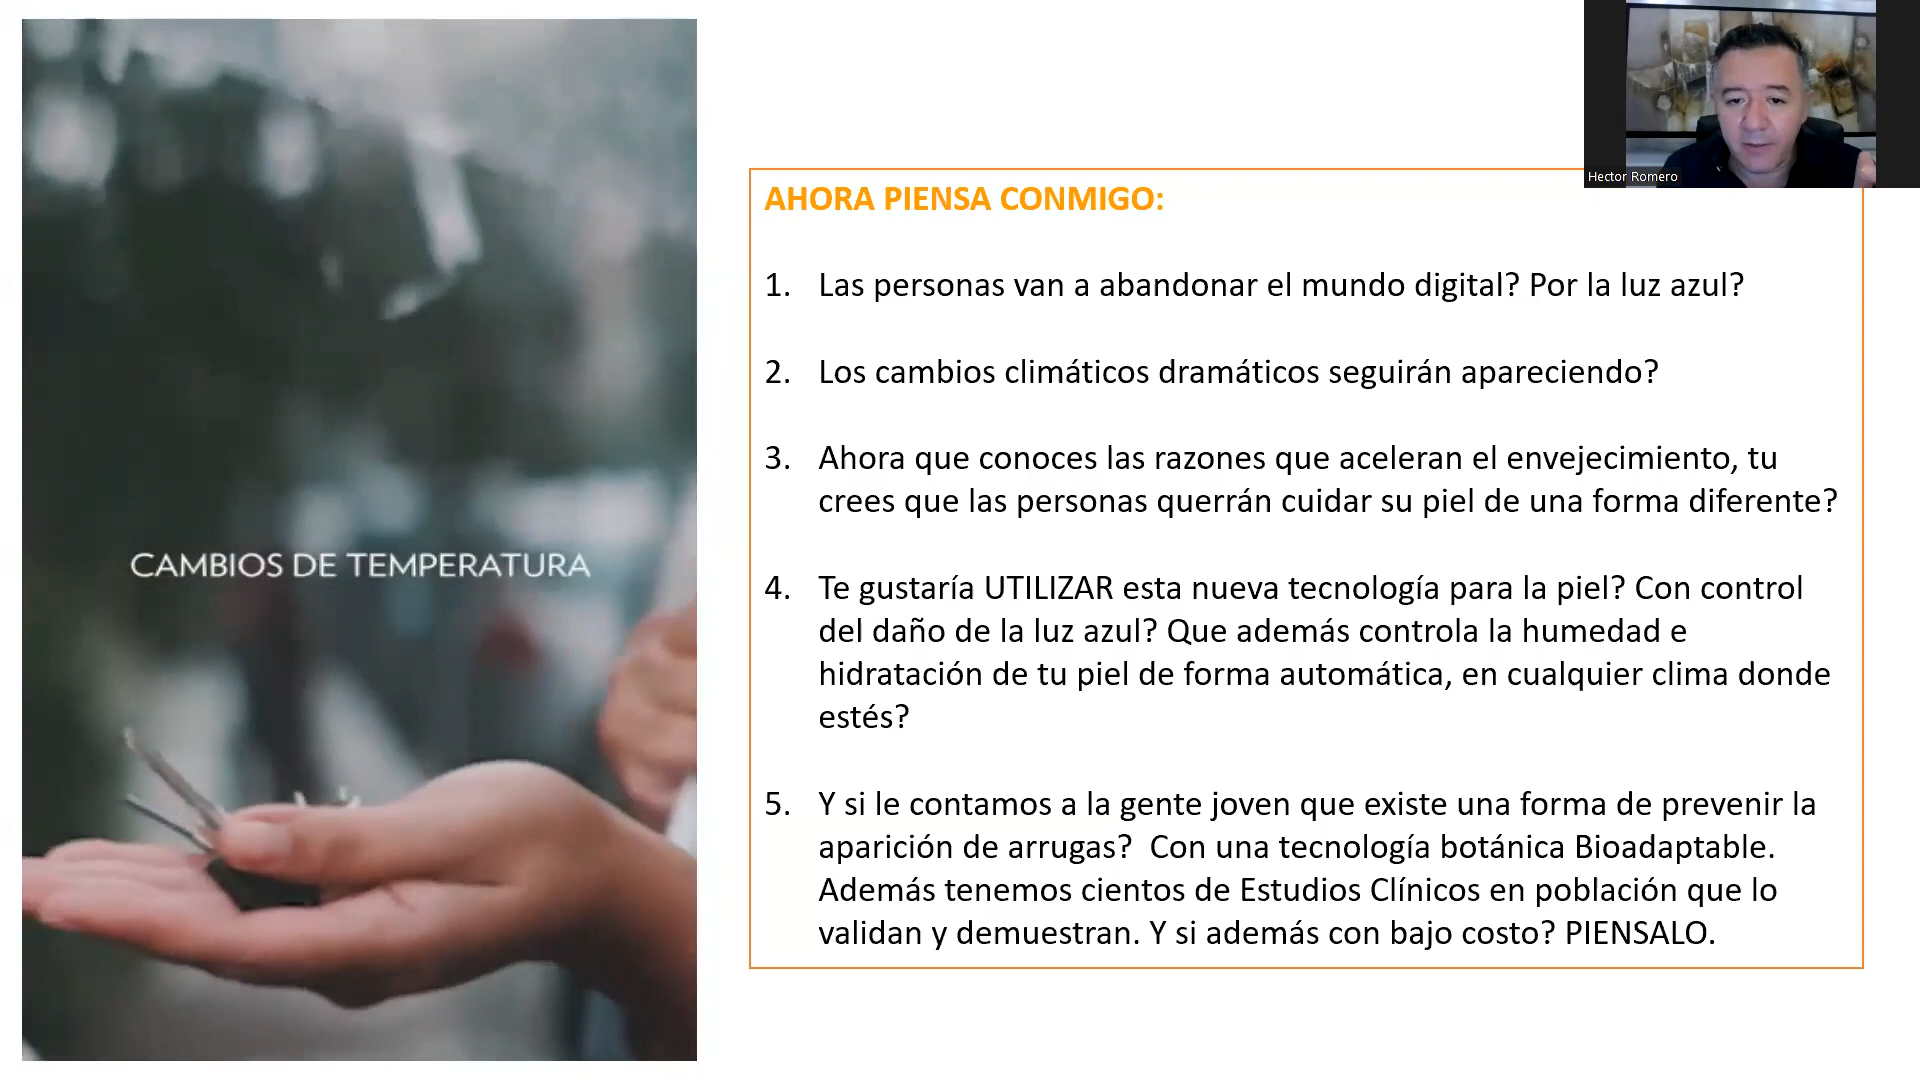 Hector Romero
CAMBIOS DE TEMPERATURA
AHORA PIENSA CONMIGO:
1. Las personas van a abandonar el mundo digital? Por la luz azul?
2. Los cambios climáticos dramáticos seguirán apareciendo?
3. Ahora que conoces las razones que aceleran el envejecimiento, tu
crees que las personas querrán cuidar su piel de una forma diferente?
4. Te gustaría UTILIZAR esta nueva tecnología para la piel? Con control
del daño de la luz azul? Que además controla la humedad e
hidratación de tu piel de forma automática, en cualquier clima donde
estés?
5. Y si le contamos a la gente joven que existe una forma de prevenir la
aparición de arrugas?  Con una tecnología botánica Bioadaptable.
Además tenemos cientos de Estudios Clínicos en población que lo
validan y demuestran. Y si además con bajo costo? PIENSALO.